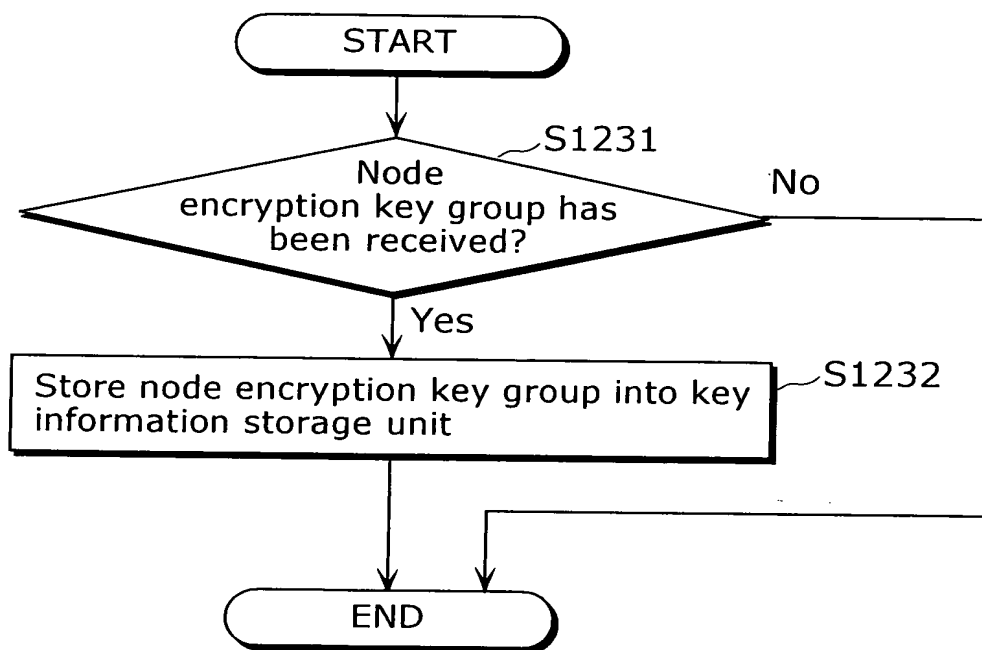 START
S1231
Node
encryption key group has
been received?
No
Yes
S1232
Store node encryption key group into key
information storage unit
END